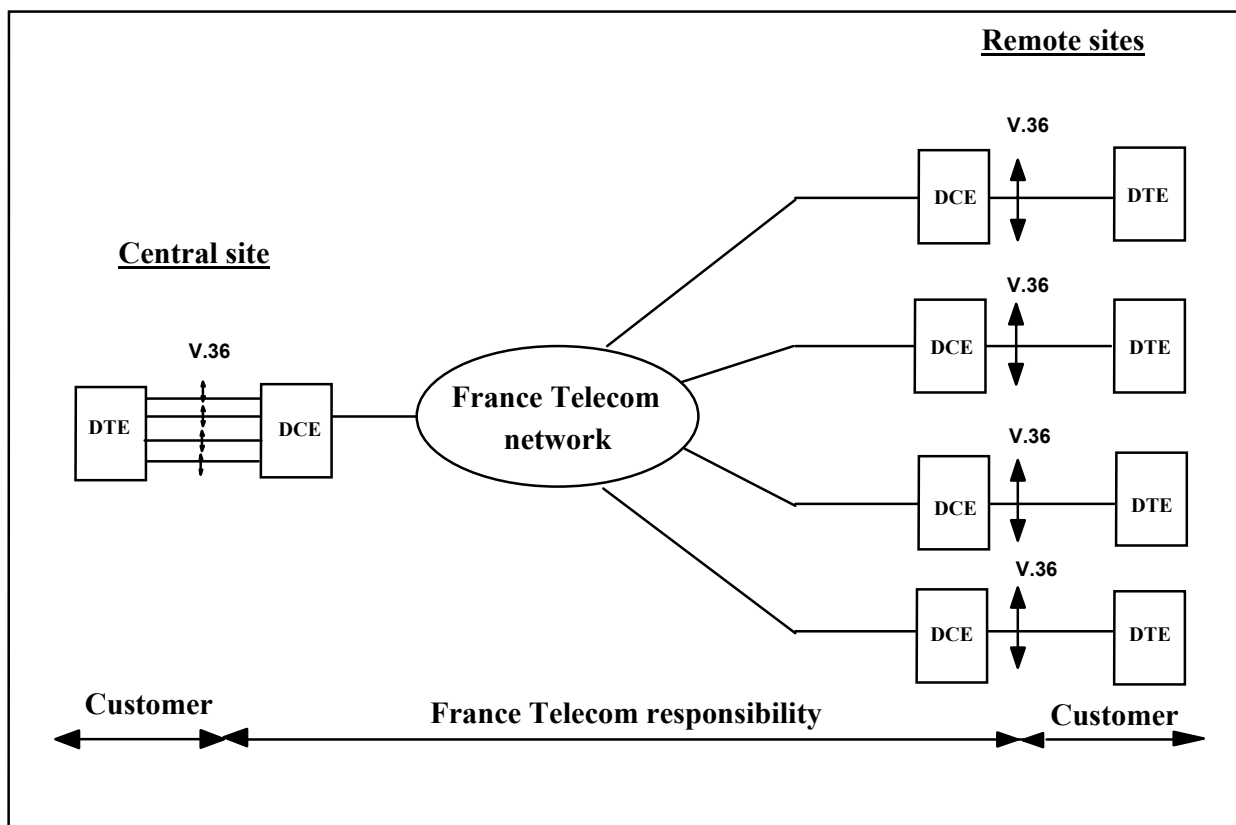 Remote sites
V.36
DCE
DTE
Central site
V.36
DCE
DTE
V.36
DTE
DCE
France Telecom
network
V.36
DCE
DTE
V.36
DCE
DTE
Customer
France Telecom responsibility
Customer